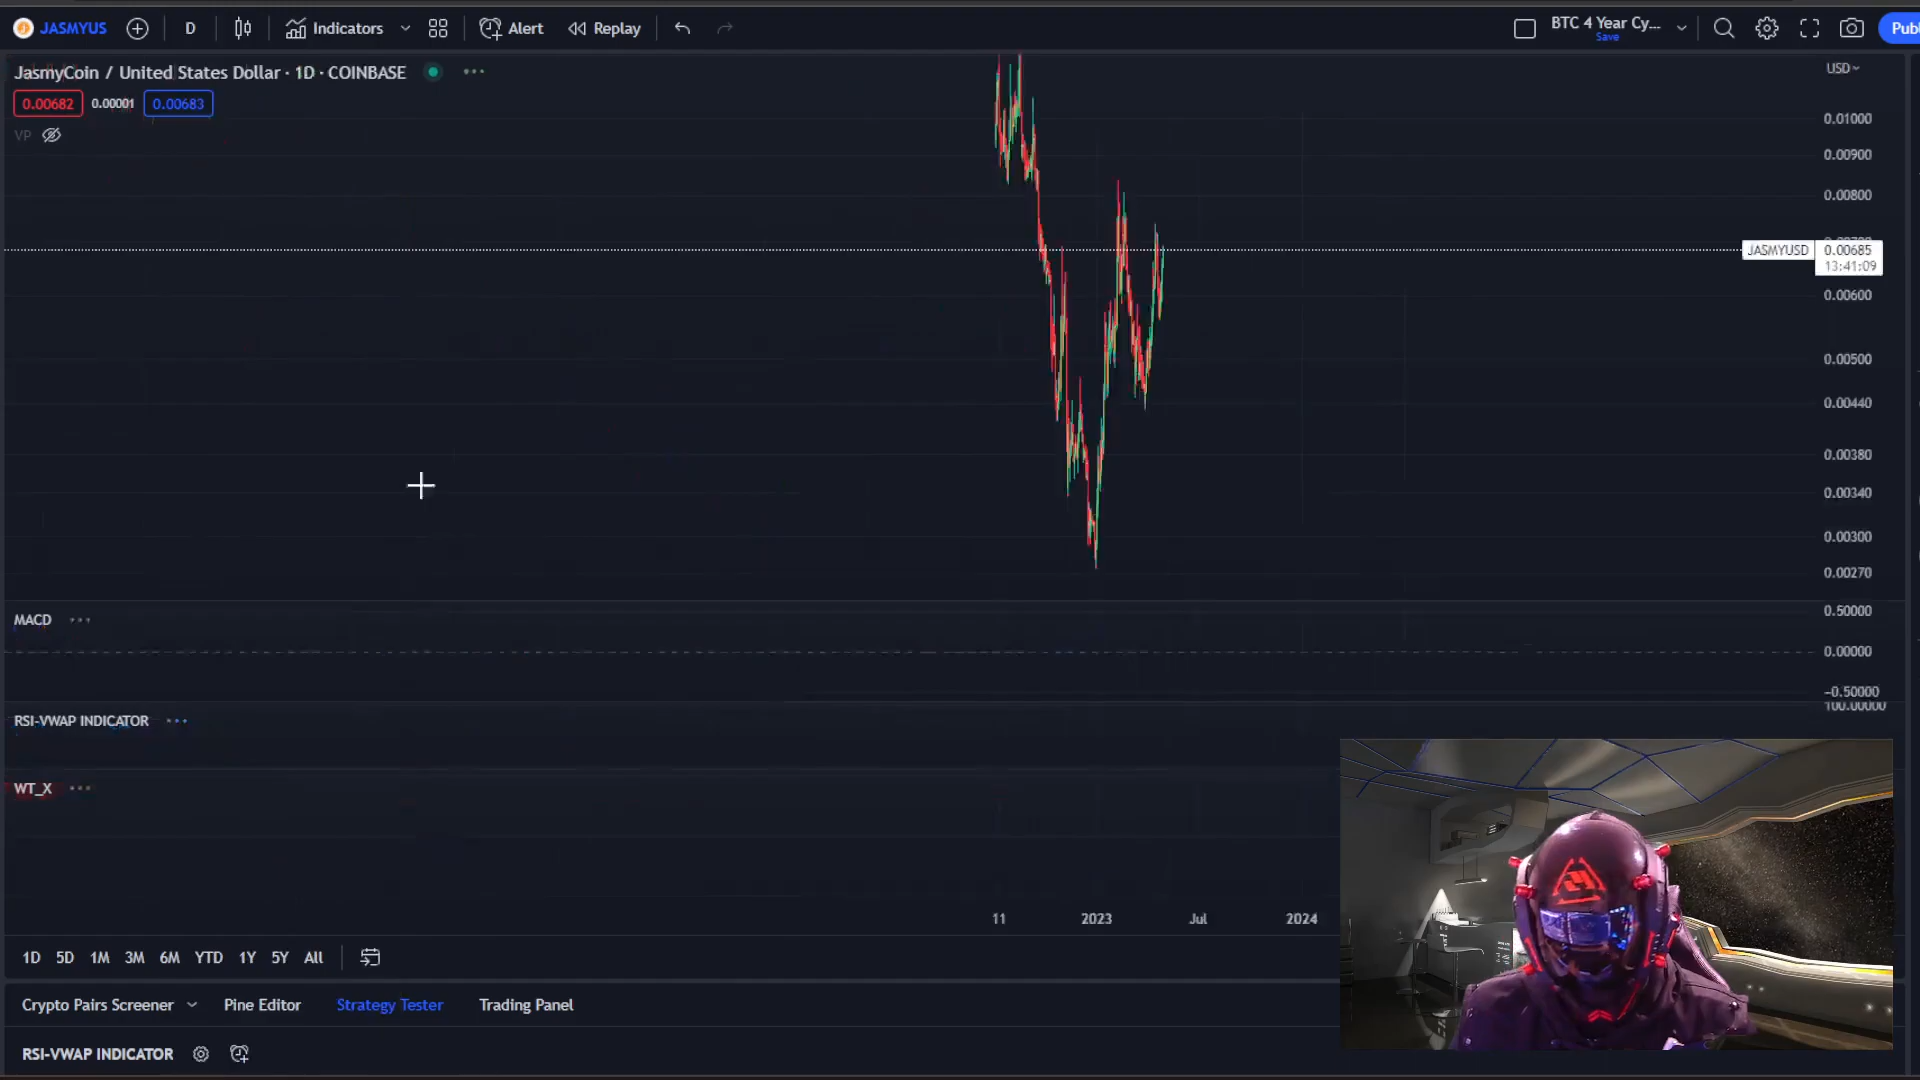 JASMYUS D Indicators Alert Replay BTC 4 Year Cy... Save Publ
JasmyCoin / United States Dollar · 1D · COINBASE
USD
0.00682 0.00001 0.00683
VP
0.01000
0.00900
0.00800
JASMYUSD 0.00685
13:41:09
0.00600
0.00500
0.00440
0.00380
0.00340
0.00300
0.00270
MACD
0.50000
0.00000
−0.50000
100.00000
RSI-VWAP INDICATOR
WT_X
11 2023 Jul 2024
1D 5D 1M 3M 6M YTD 1Y 5Y All
Crypto Pairs Screener Pine Editor Strategy Tester Trading Panel
RSI-VWAP INDICATOR